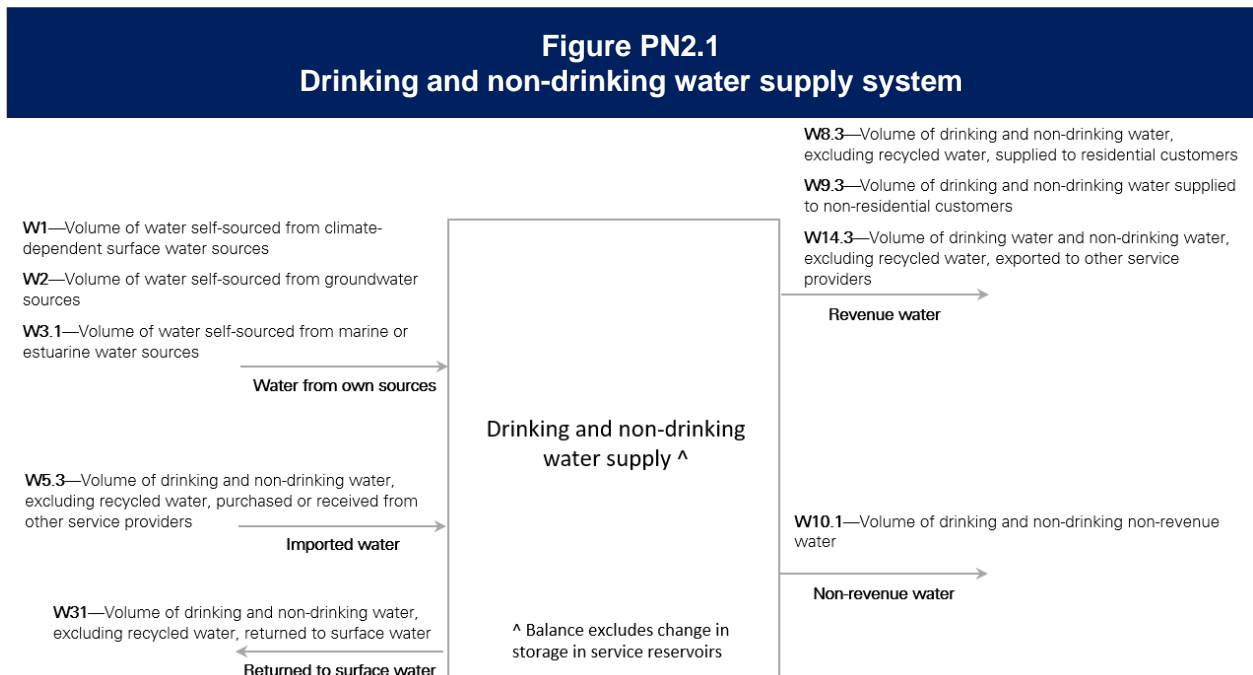 Figure PN2.1
Drinking and non-drinking water supply system
W1—Volume of water self-sourced from climate-
dependent surface water sources
W2—Volume of water self-sourced from groundwater
sources
W3.1—Volume of water self-sourced from marine or
estuarine water sources
Water from own sources
W5.3—Volume of drinking and non-drinking water,
excluding recycled water, purchased or received from
other service providers
Imported water
W31—Volume of drinking and non-drinking water,
excluding recycled water, returned to surface water
Returned to surface water
Drinking and non-drinking
water supply ^
^ Balance excludes change in
storage in service reservoirs
W8.3—Volume of drinking and non-drinking water,
excluding recycled water, supplied to residential customers
W9.3—Volume of drinking and non-drinking water supplied
to non-residential customers
W14.3—Volume of drinking water and non-drinking water,
excluding recycled water, exported to other service
providers
Revenue water
W10.1—Volume of drinking and non-drinking non-revenue
water
Non-revenue water